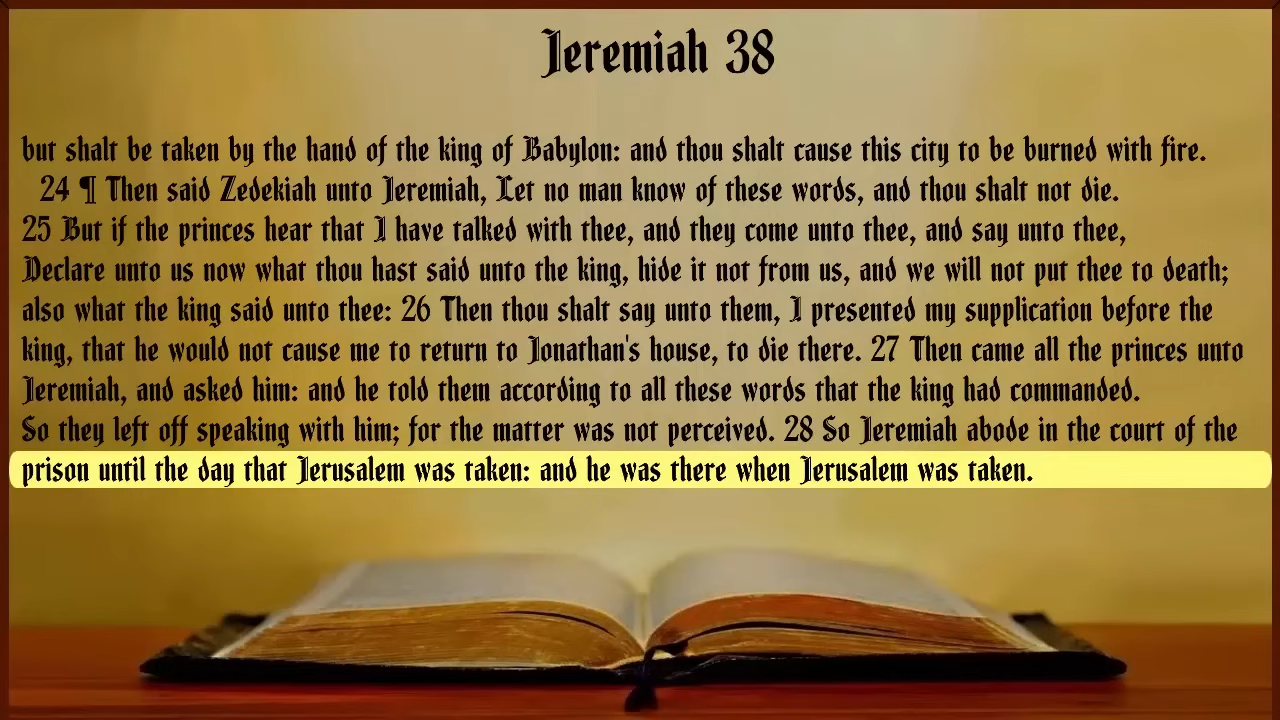 Jeremiah 38
but shalt be taken by the hand of the king of Babylon: and thou shalt cause this city to be burned with fire.
24 ¶ Then said Zedekiah unto Jeremiah, Let no man know of these words, and thou shalt not die.
25 But if the princes hear that I have talked with thee, and they come unto thee, and say unto thee,
Declare unto us now what thou hast said unto the king, hide it not from us, and we will not put thee to death;
also what the king said unto thee: 26 Then thou shalt say unto them, I presented my supplication before the
king, that he would not cause me to return to Jonathan's house, to die there. 27 Then came all the princes unto
Jeremiah, and asked him: and he told them according to all these words that the king had commanded.
So they left off speaking with him; for the matter was not perceived. 28 So Jeremiah abode in the court of the
prison until the day that Jerusalem was taken: and he was there when Jerusalem was taken.